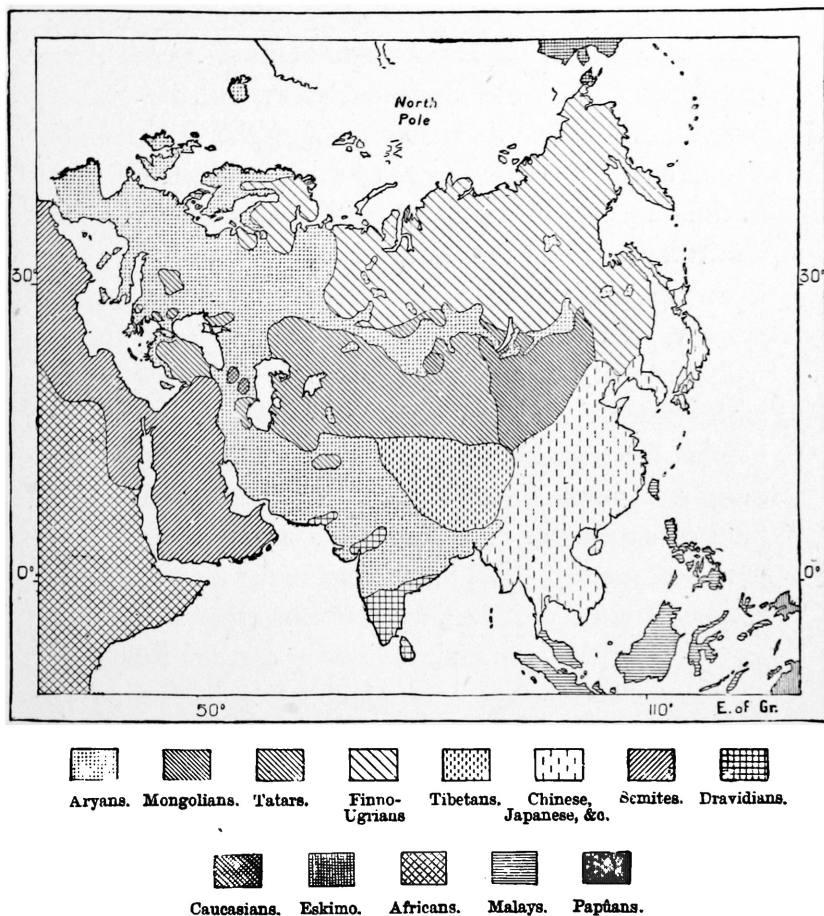 North
Pole
30°
30°
0°
0°
50°
110°
E. of Gr.
Aryans.
Mongolians.
Tatars.
Finno-
Ugrians
Tibetans.
Chinese,
Japanese, &c.
Semites.
Dravidians.
Caucasians.
Eskimo.
Africans.
Malays.
Papûans.